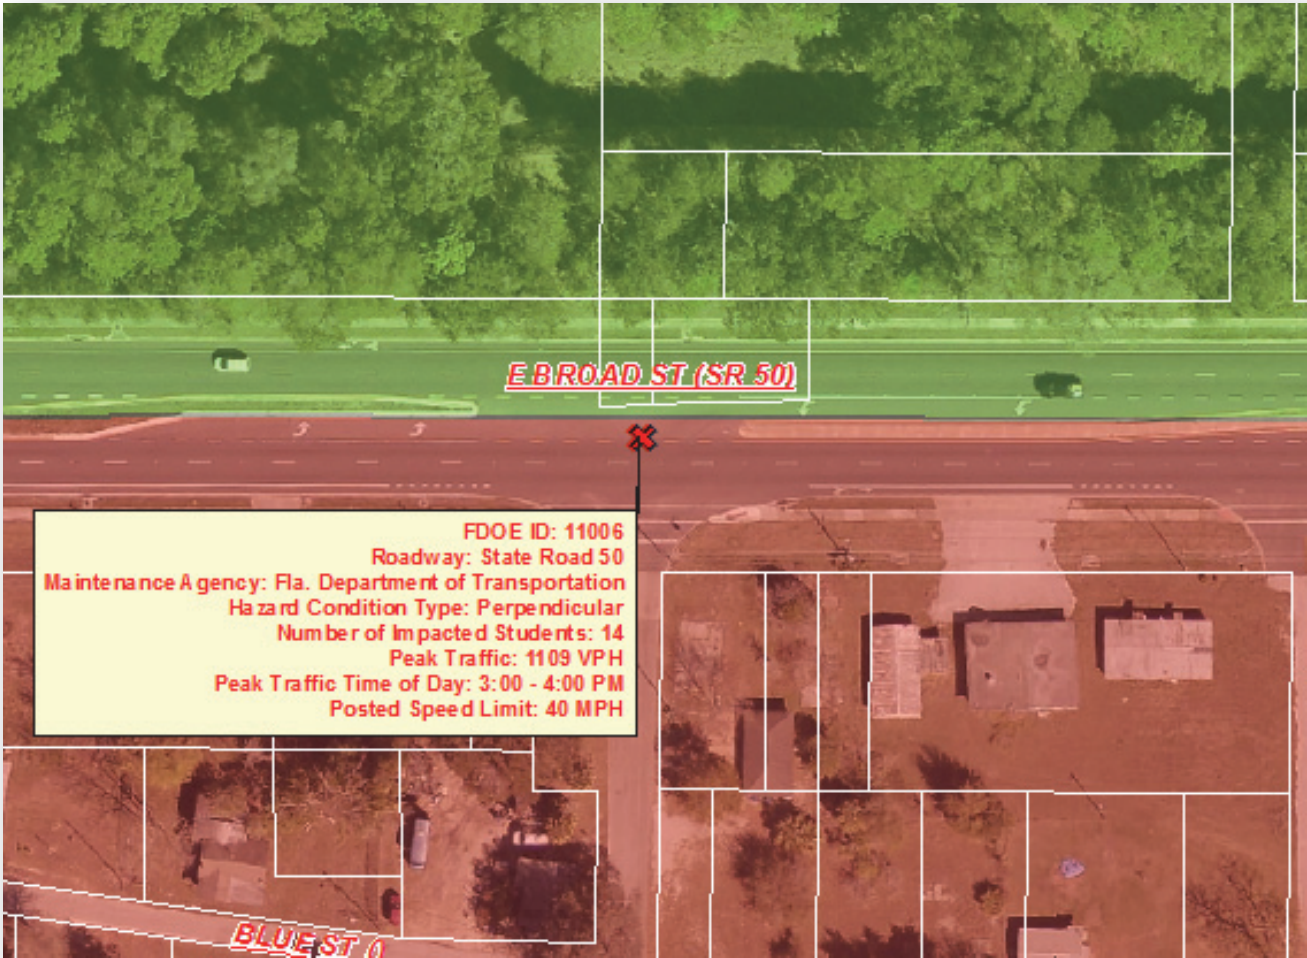 E BROAD ST (SR 50)
FDOE ID: 11006
Roadway: State Road 50
Maintenance Agency: Fla. Department of Transportation
Hazard Condition Type: Perpendicular
Number of Impacted Students: 14
Peak Traffic: 1109 VPH
Peak Traffic Time of Day: 3:00 - 4:00 PM
Posted Speed Limit: 40 MPH
BLUE ST ()